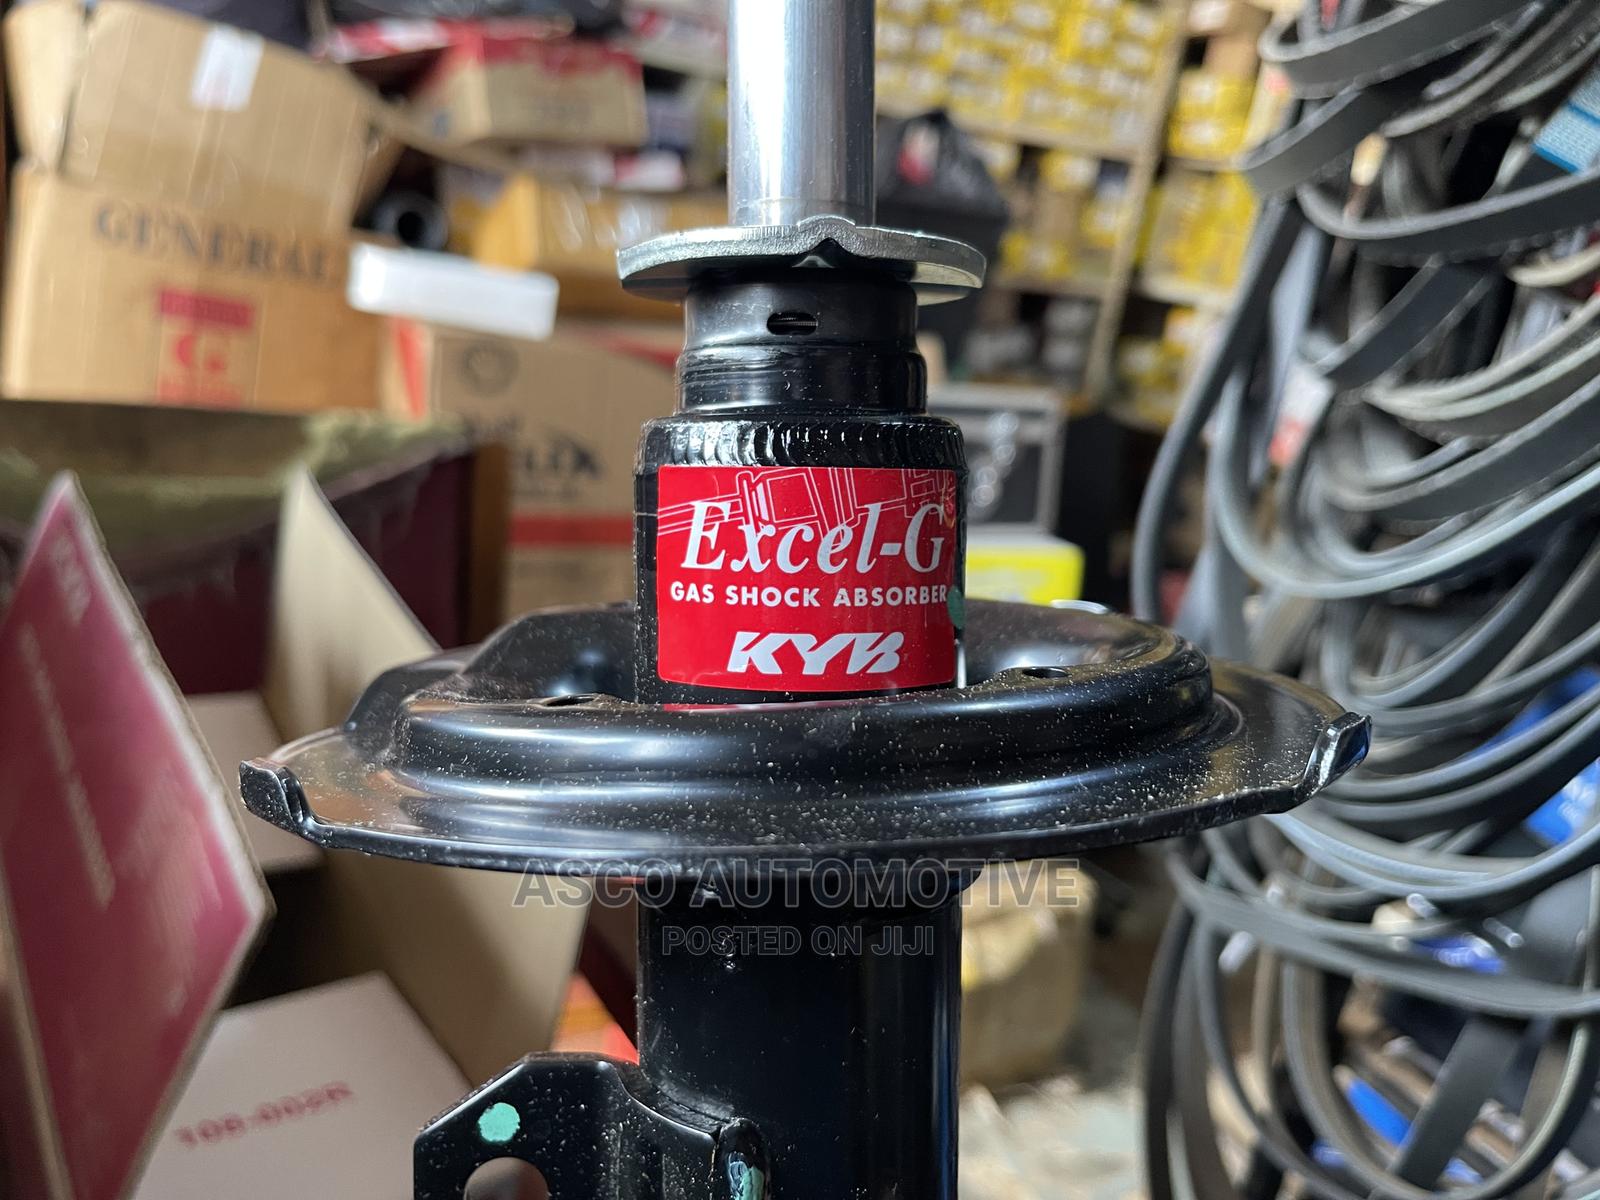 GENERAL
G
Excel-G
GAS SHOCK ABSORBER
KYB
ASCO AUTOMOTIVE
POSTED ON JIJI